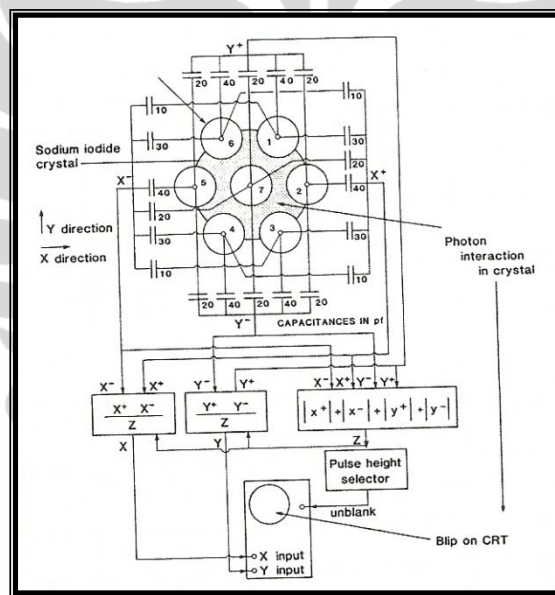 Y+
20 40 20 40 20
10 10
6 1
Sodium iodide
crystal
30 30
20
X- 5 7 2 X+
40 40
20
Y direction
X direction
4 3
30 30
Photon
interaction
in crystal
10 10
20 40 20 40 20
Y- CAPACITANCES IN pf
X- X+ Y- Y+ X- X+ Y- Y+
X+ X-
Z
Y+ Y-
Z
|x+|+|x-|+|y+|+|y-|
X Y Z
Pulse height
selector
unblank
Blip on CRT
X input
Y input